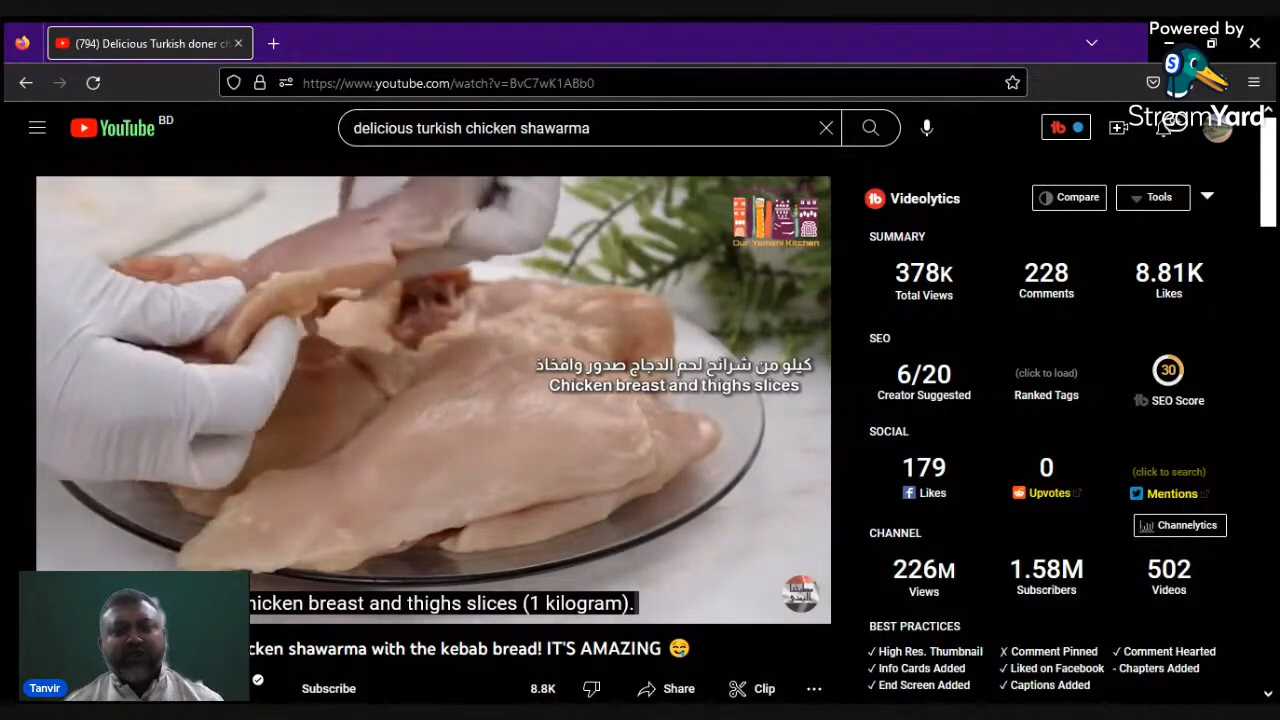 Powered by
StreamYard
(794) Delicious Turkish doner ch
https://www.youtube.com/watch?v=BvC7wK1ABb0
YouTube BD
delicious turkish chicken shawarma
Our Yemeni Kitchen
كيلو من شرائح لحم الدجاج صدور وافخاذ
Chicken breast and thighs slices
hicken breast and thighs slices (1 kilogram).
cken shawarma with the kebab bread! IT'S AMAZING 🤤
Subscribe
8.8K
Share
Clip
Tanvir
Videolytics
Compare
Tools
SUMMARY
378K 228 8.81K
Total Views Comments Likes
SEO
6/20 (click to load) 30
Creator Suggested Ranked Tags SEO Score
SOCIAL
179 0 (click to search)
Likes Upvotes Mentions
Channelytics
CHANNEL
226M 1.58M 502
Views Subscribers Videos
BEST PRACTICES
✓ High Res. Thumbnail ✗ Comment Pinned ✓ Comment Hearted
✓ Info Cards Added ✓ Liked on Facebook - Chapters Added
✓ End Screen Added ✓ Captions Added